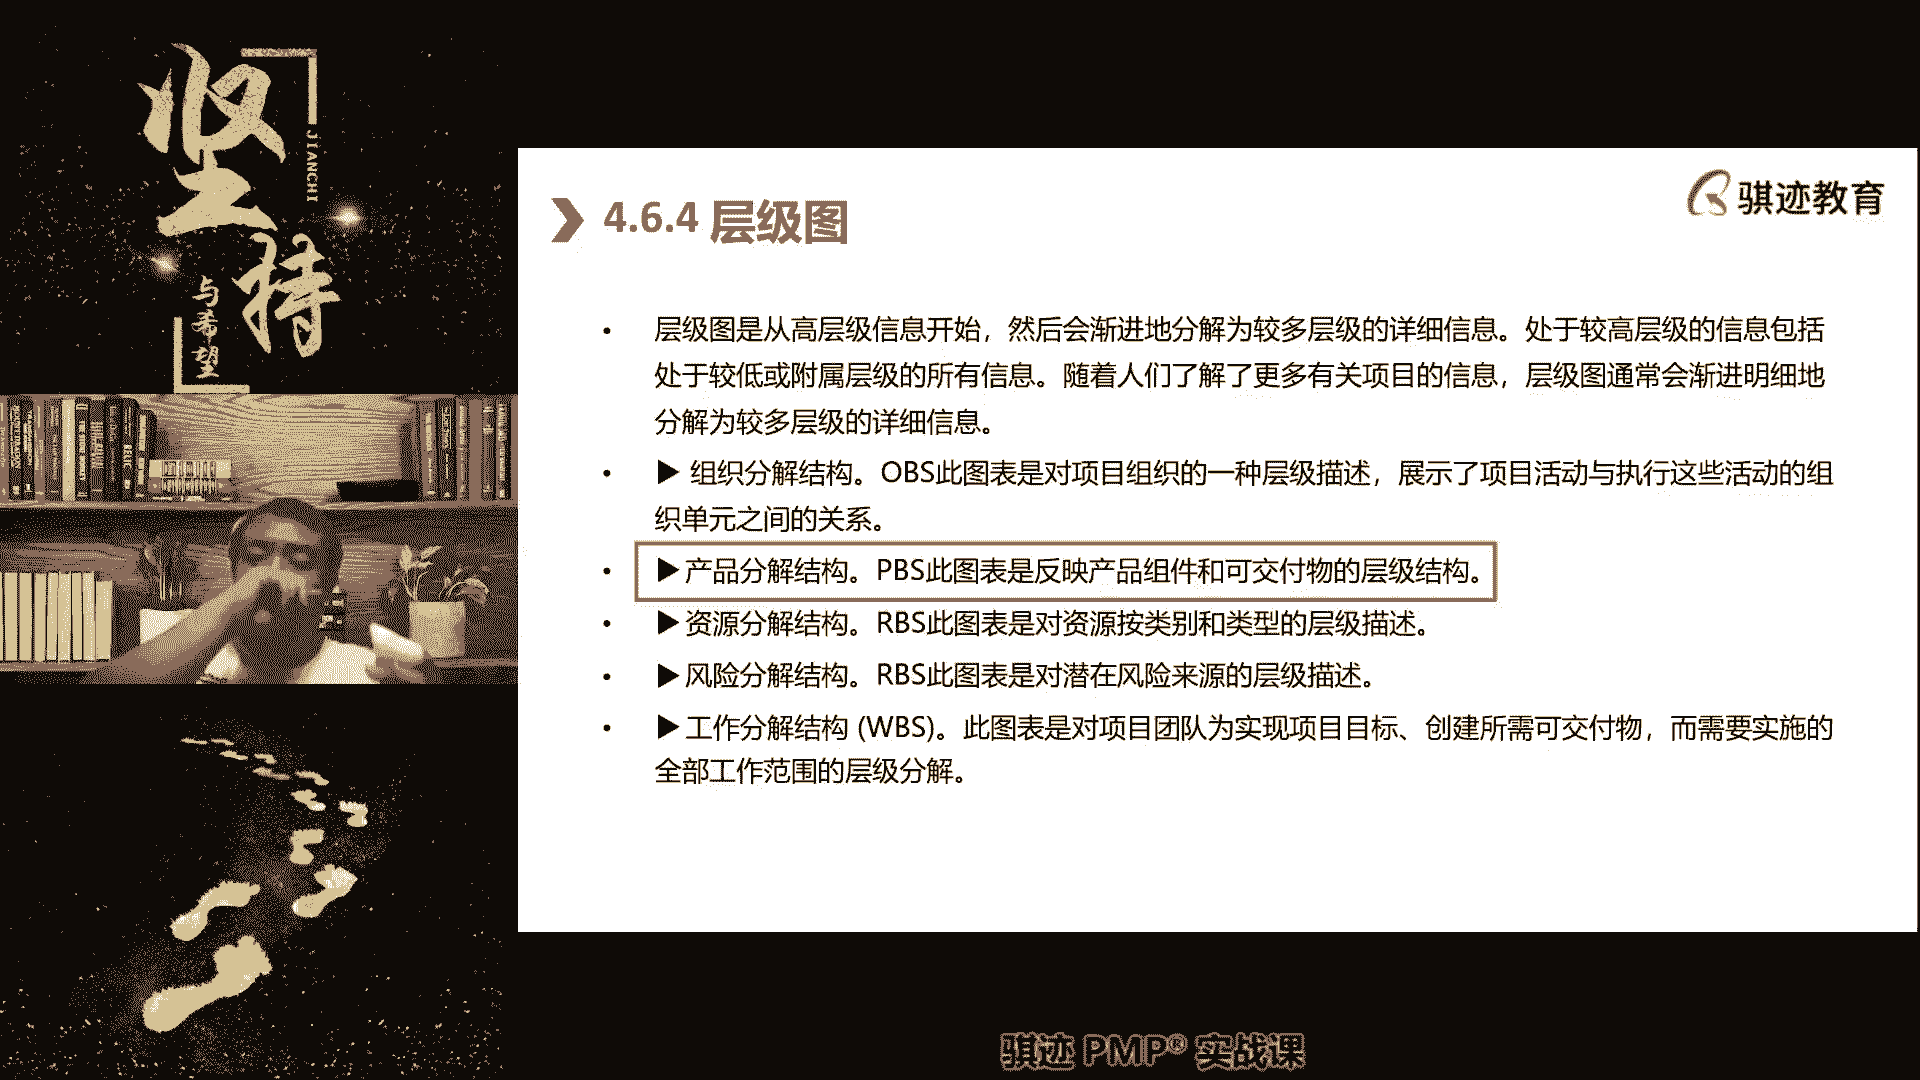 坚持
JIANCHI
与希望
骐迹教育
4.6.4 层级图
• 层级图是从高层级信息开始，然后会渐进地分解为较多层级的详细信息。处于较高层级的信息包括
处于较低或附属层级的所有信息。随着人们了解了更多有关项目的信息，层级图通常会渐进明细地
分解为较多层级的详细信息。
• ▶ 组织分解结构。OBS此图表是对项目组织的一种层级描述，展示了项目活动与执行这些活动的组
织单元之间的关系。
• ▶产品分解结构。PBS此图表是反映产品组件和可交付物的层级结构。
• ▶资源分解结构。RBS此图表是对资源按类别和类型的层级描述。
• ▶风险分解结构。RBS此图表是对潜在风险来源的层级描述。
• ▶工作分解结构 (WBS)。此图表是对项目团队为实现项目目标、创建所需可交付物，而需要实施的
全部工作范围的层级分解。
骐迹 PMP® 实战课